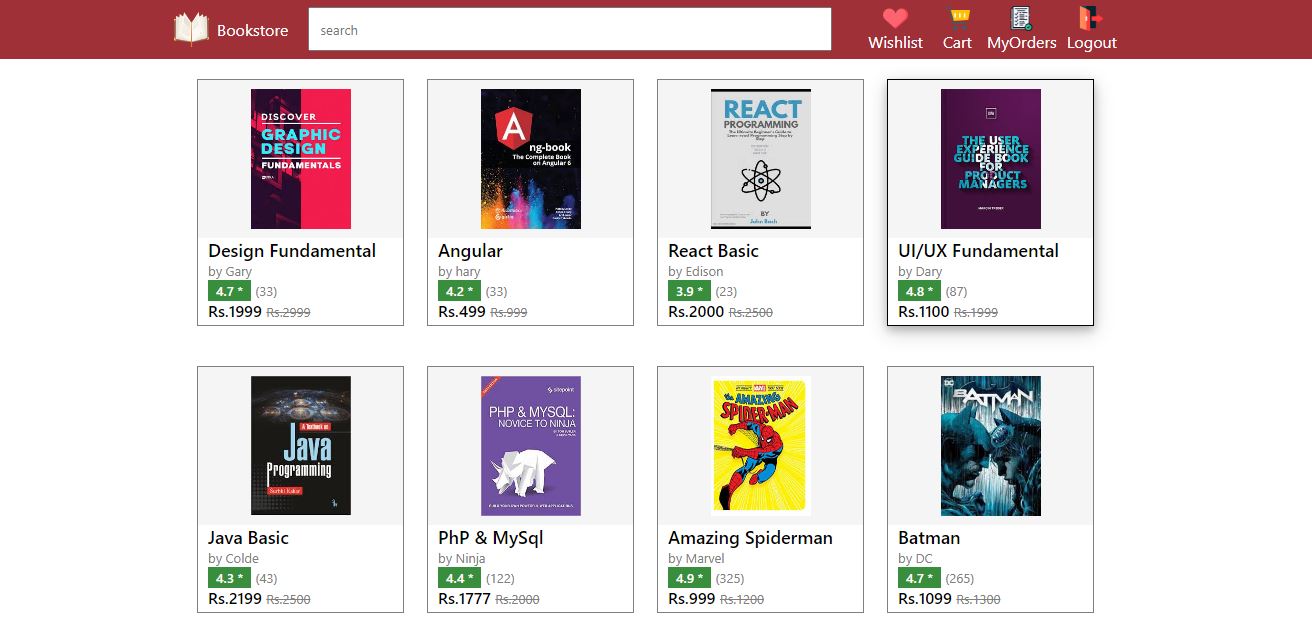 Bookstore
search
Wishlist
Cart
MyOrders
Logout
DISCOVER
GRAPHIC
DESIGN
FUNDAMENTALS
Design Fundamental
by Gary
4.7 * (33)
Rs.1999 Rs.2999
ng-book
The Complete Book
on Angular 6
Angular
by hary
4.2 * (33)
Rs.499 Rs.999
REACT
PROGRAMMING
BY
React Basic
by Edison
3.9 * (23)
Rs.2000 Rs.2500
THE USER
EXPERIENCE
GUIDE BOOK
FOR
PRODUCT
MANAGERS
UI/UX Fundamental
by Dary
4.8 * (87)
Rs.1100 Rs.1999
A Textbook on
Java
Programming
Java Basic
by Colde
4.3 * (43)
Rs.2199 Rs.2500
sitepoint
PHP & MYSQL:
NOVICE TO NINJA
PhP & MySql
by Ninja
4.4 * (122)
Rs.1777 Rs.2000
the AMAZING
SPIDER-MAN
Amazing Spiderman
by Marvel
4.9 * (325)
Rs.999 Rs.1200
DC
BATMAN
Batman
by DC
4.7 * (265)
Rs.1099 Rs.1300